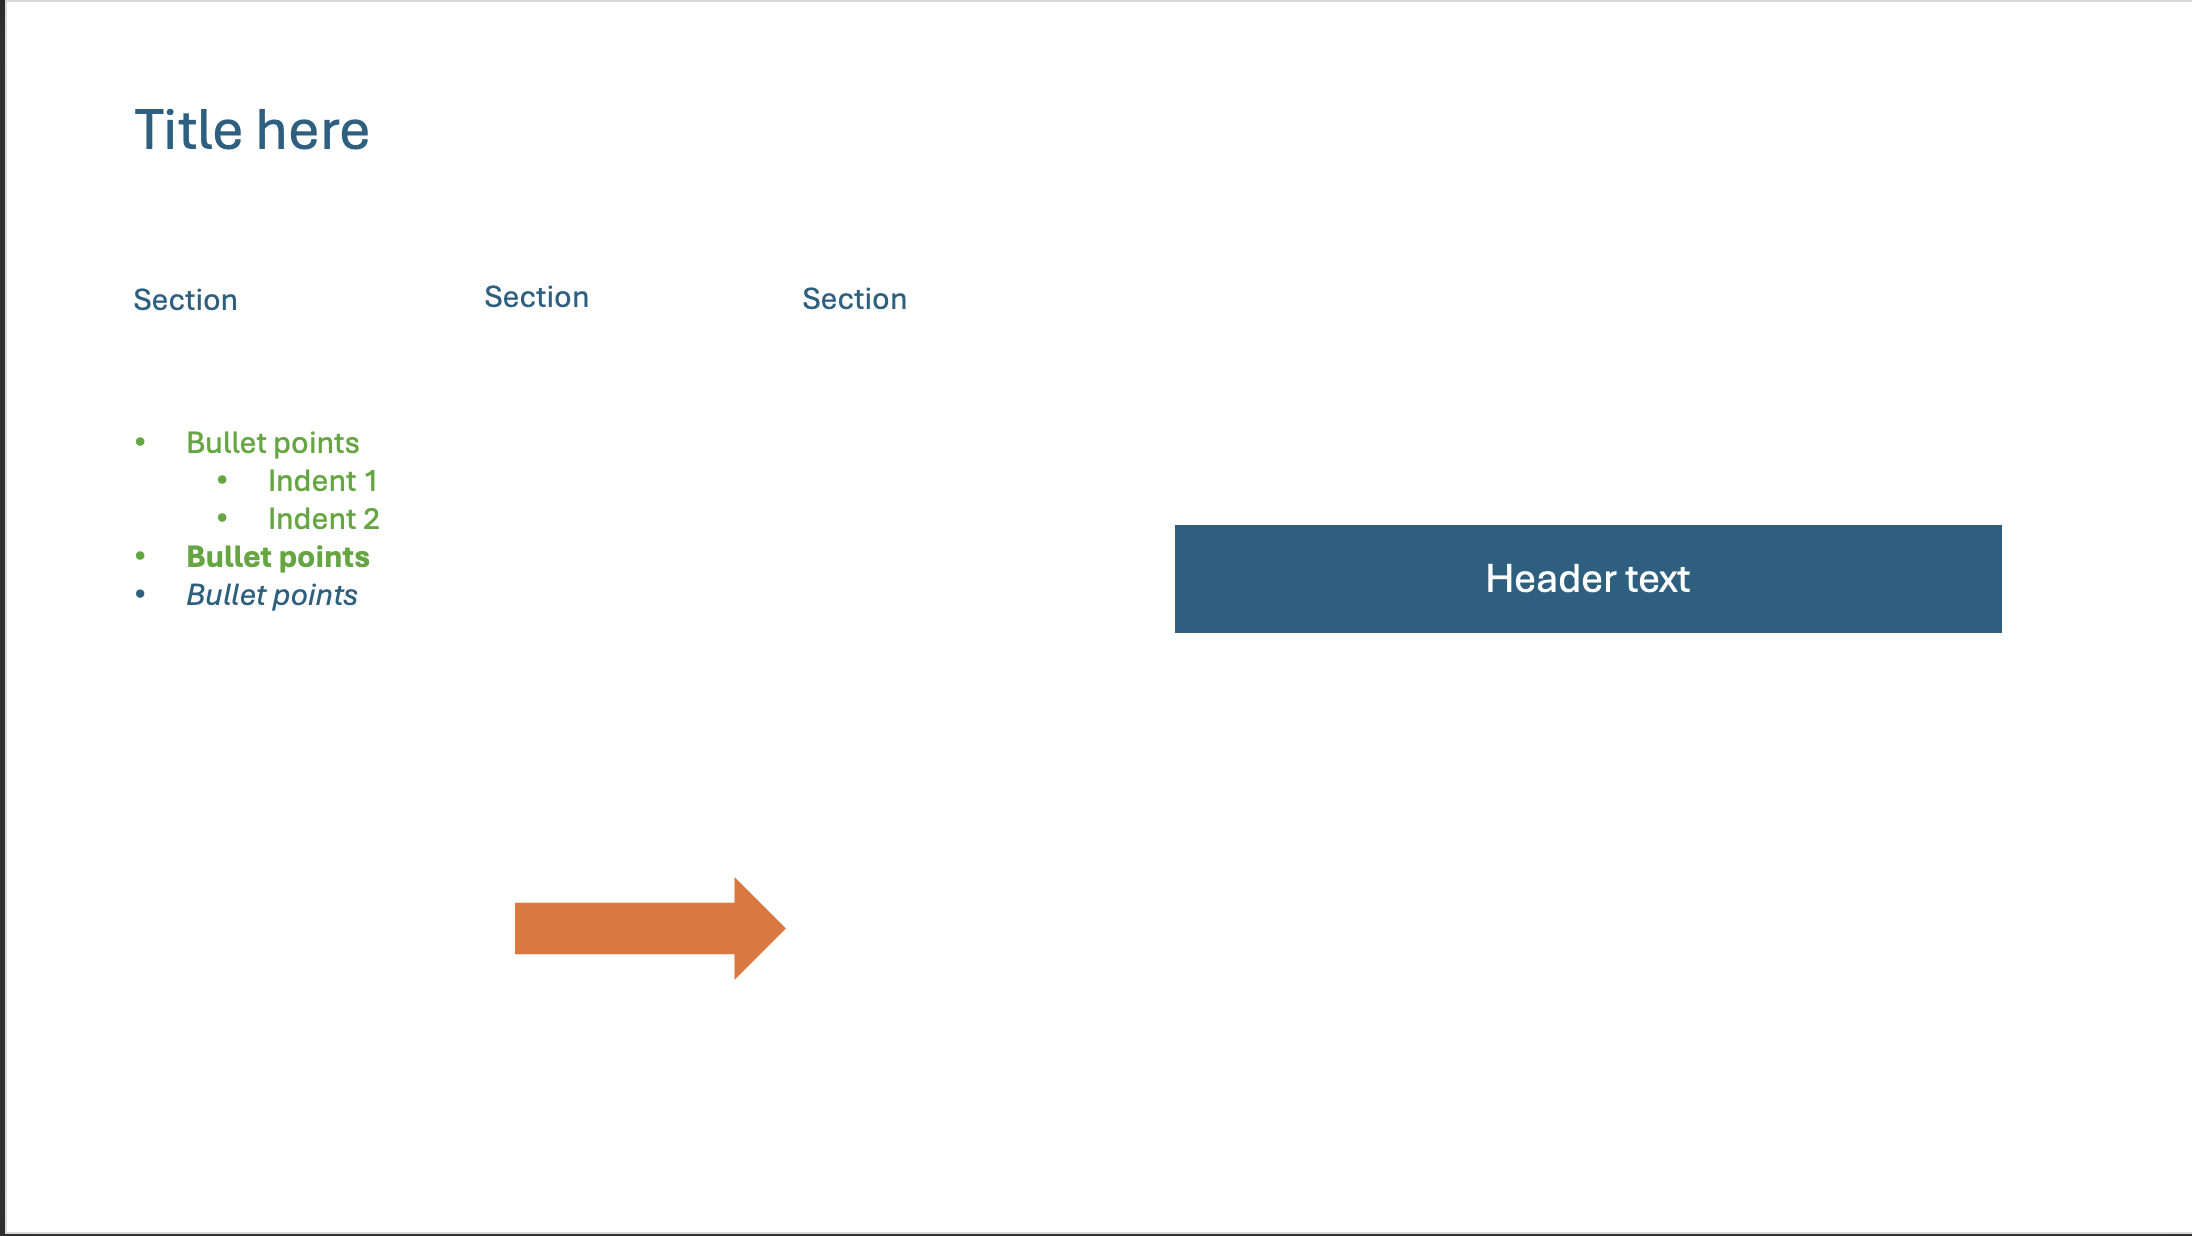 Title here
Section
Section
Section
• Bullet points
• Indent 1
• Indent 2
• Bullet points
• Bullet points
Header text